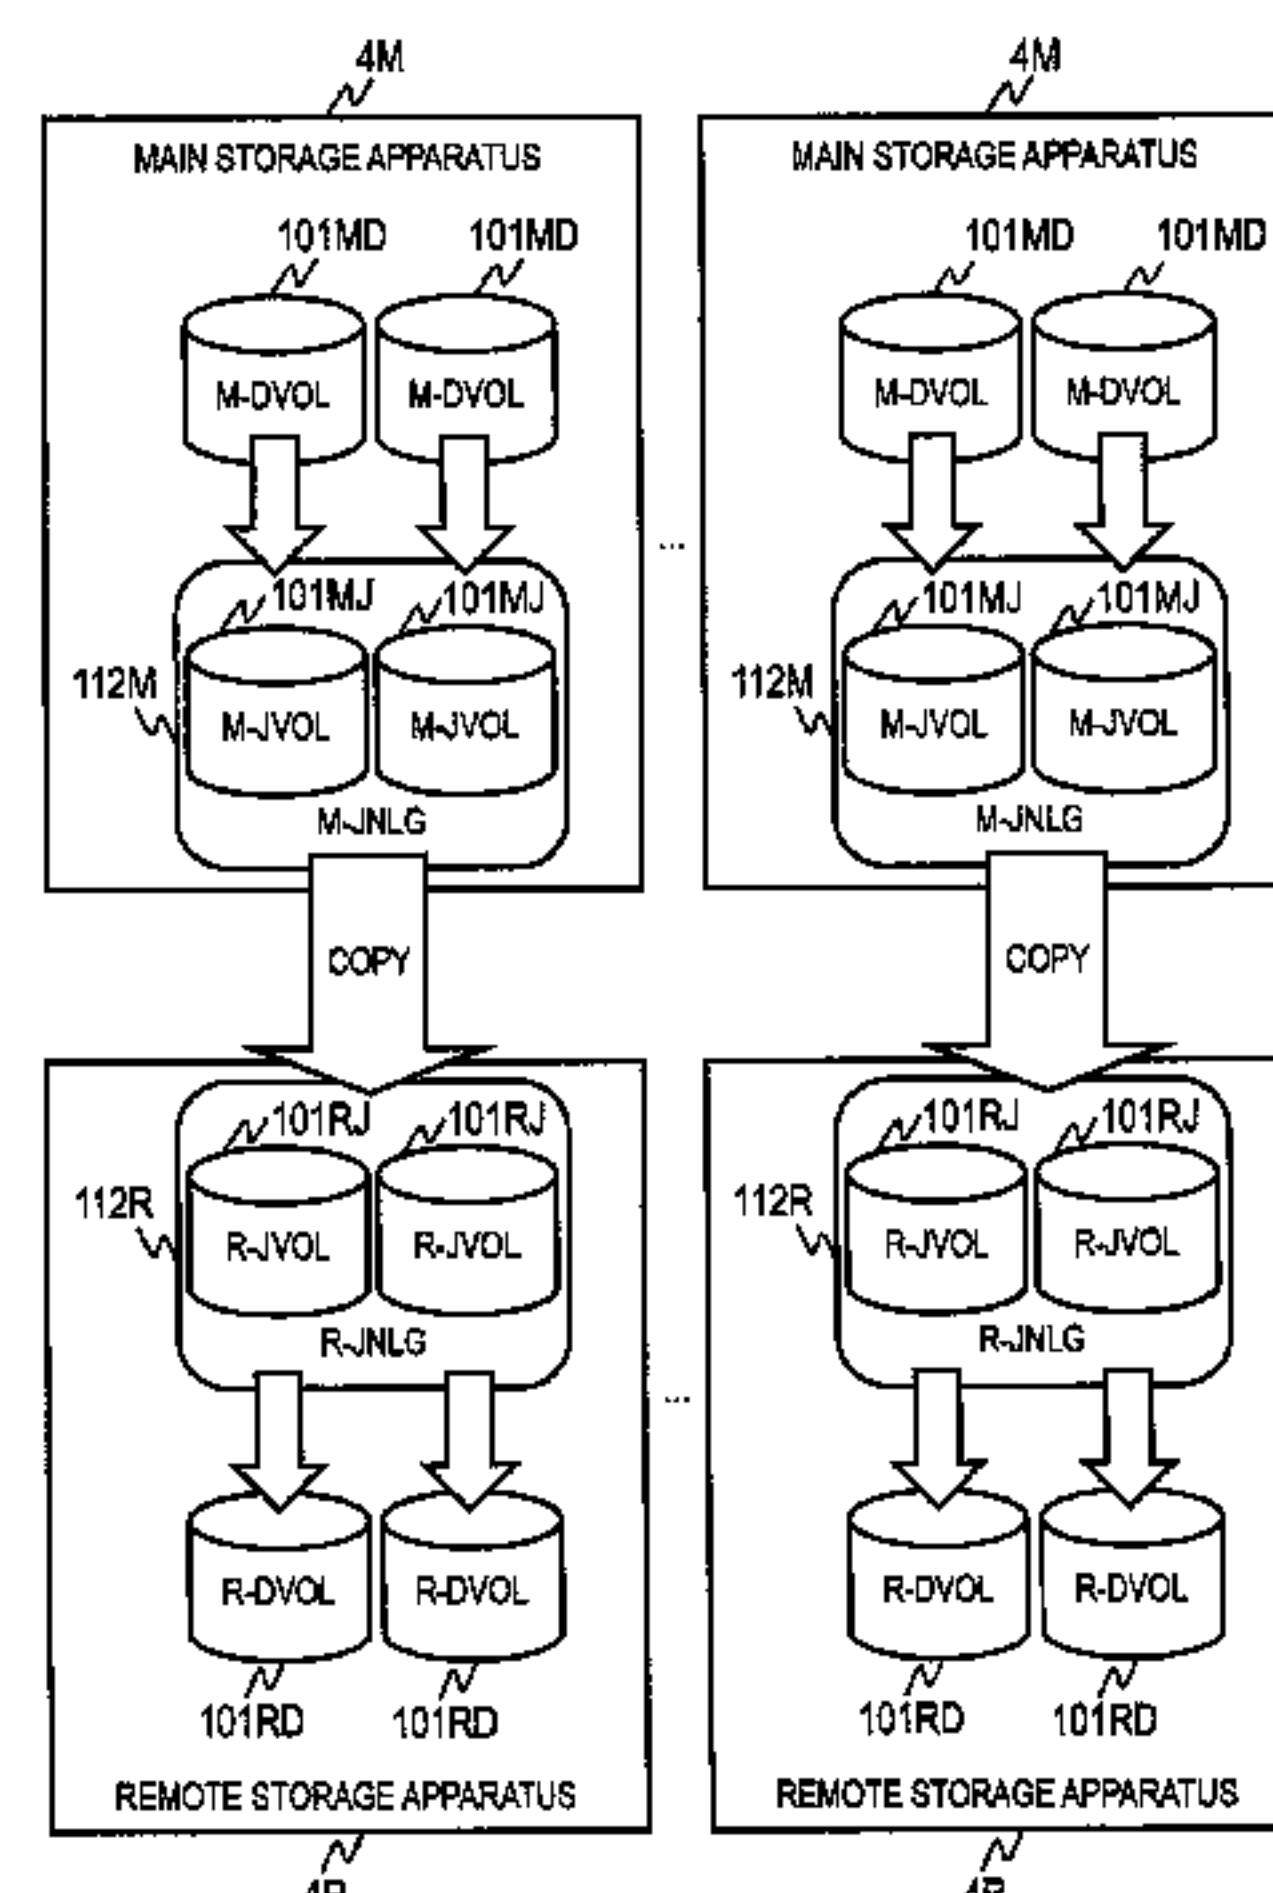 4M 4M
MAIN STORAGE APPARATUS MAIN STORAGE APPARATUS
101MD 101MD 101MD 101MD
M-DVOL M-DVOL M-DVOL M-DVOL
...
101MJ 101MJ 101MJ 101MJ
112M 112M
M-JVOL M-JVOL M-JVOL M-JVOL
M-JNLG M-JNLG
COPY COPY
101RJ 101RJ 101RJ 101RJ
112R 112R
R-JVOL R-JVOL R-JVOL R-JVOL
R-JNLG R-JNLG
...
R-DVOL R-DVOL R-DVOL R-DVOL
101RD 101RD 101RD 101RD
REMOTE STORAGE APPARATUS REMOTE STORAGE APPARATUS